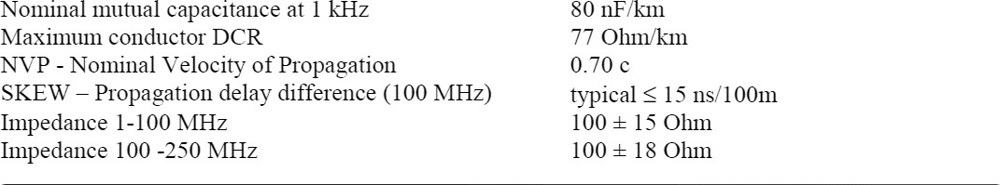 Nominal mutual capacitance at 1 kHz 80 nF/km
Maximum conductor DCR 77 Ohm/km
NVP - Nominal Velocity of Propagation 0.70 c
SKEW – Propagation delay difference (100 MHz) typical ≤ 15 ns/100m
Impedance 1-100 MHz 100 ± 15 Ohm
Impedance 100 -250 MHz 100 ± 18 Ohm